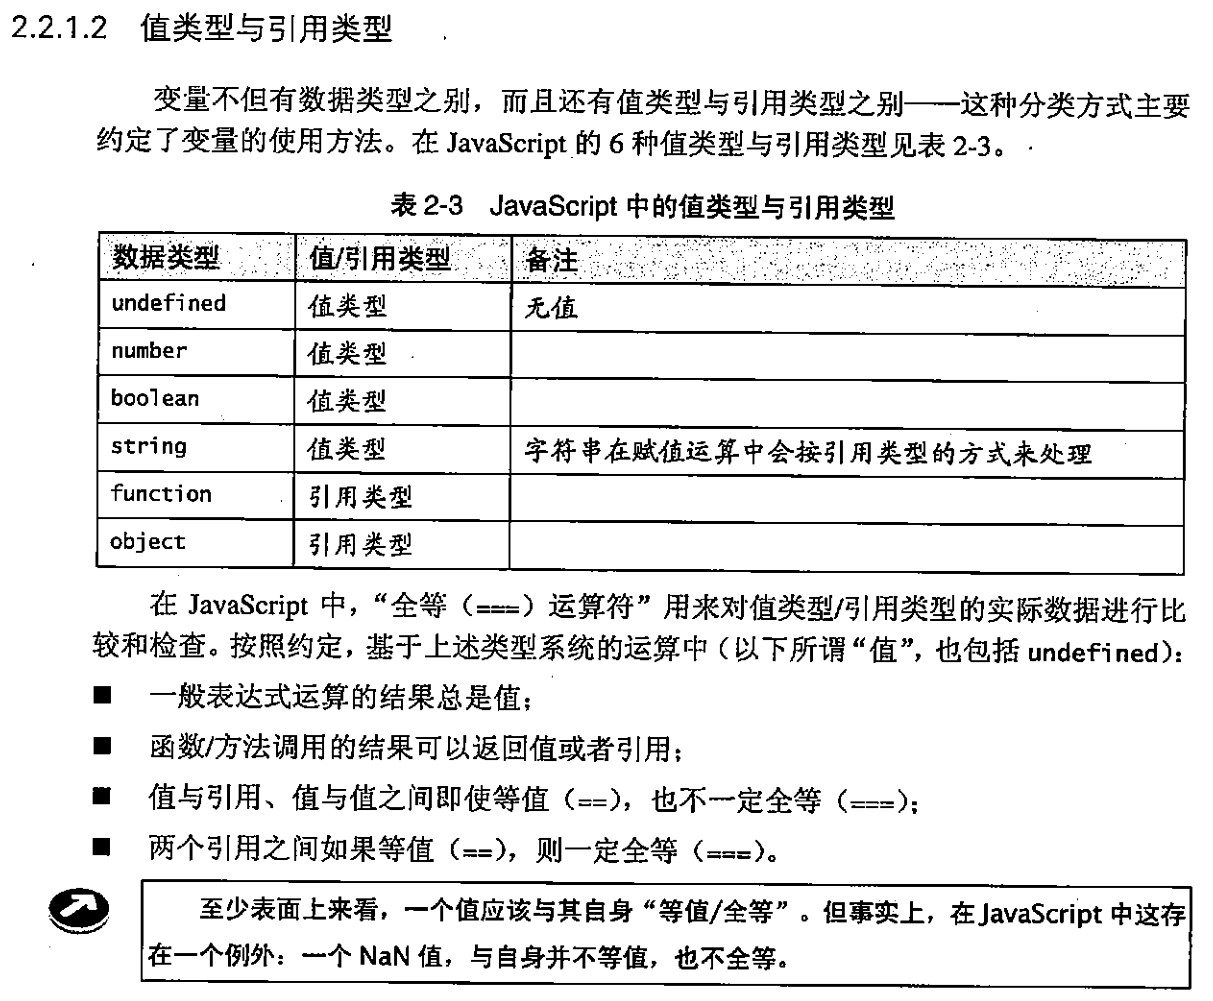 2.2.1.2 值类型与引用类型
变量不但有数据类型之别，而且还有值类型与引用类型之别——这种分类方式主要
约定了变量的使用方法。在 JavaScript 的 6 种值类型与引用类型见表 2-3。
表 2-3 JavaScript 中的值类型与引用类型
数据类型 值/引用类型 备注
undefined 值类型 无值
number 值类型
boolean 值类型
string 值类型 字符串在赋值运算中会按引用类型的方式来处理
function 引用类型
object 引用类型
在 JavaScript 中，“全等（===）运算符”用来对值类型/引用类型的实际数据进行比
较和检查。按照约定，基于上述类型系统的运算中（以下所谓“值”，也包括 undefined）：
■ 一般表达式运算的结果总是值；
■ 函数/方法调用的结果可以返回值或者引用；
■ 值与引用、值与值之间即使等值（==），也不一定全等（===）；
■ 两个引用之间如果等值（==），则一定全等（===）。
至少表面上来看，一个值应该与其自身“等值/全等”。但事实上，在 JavaScript 中这存
在一个例外：一个 NaN 值，与自身并不等值，也不全等。